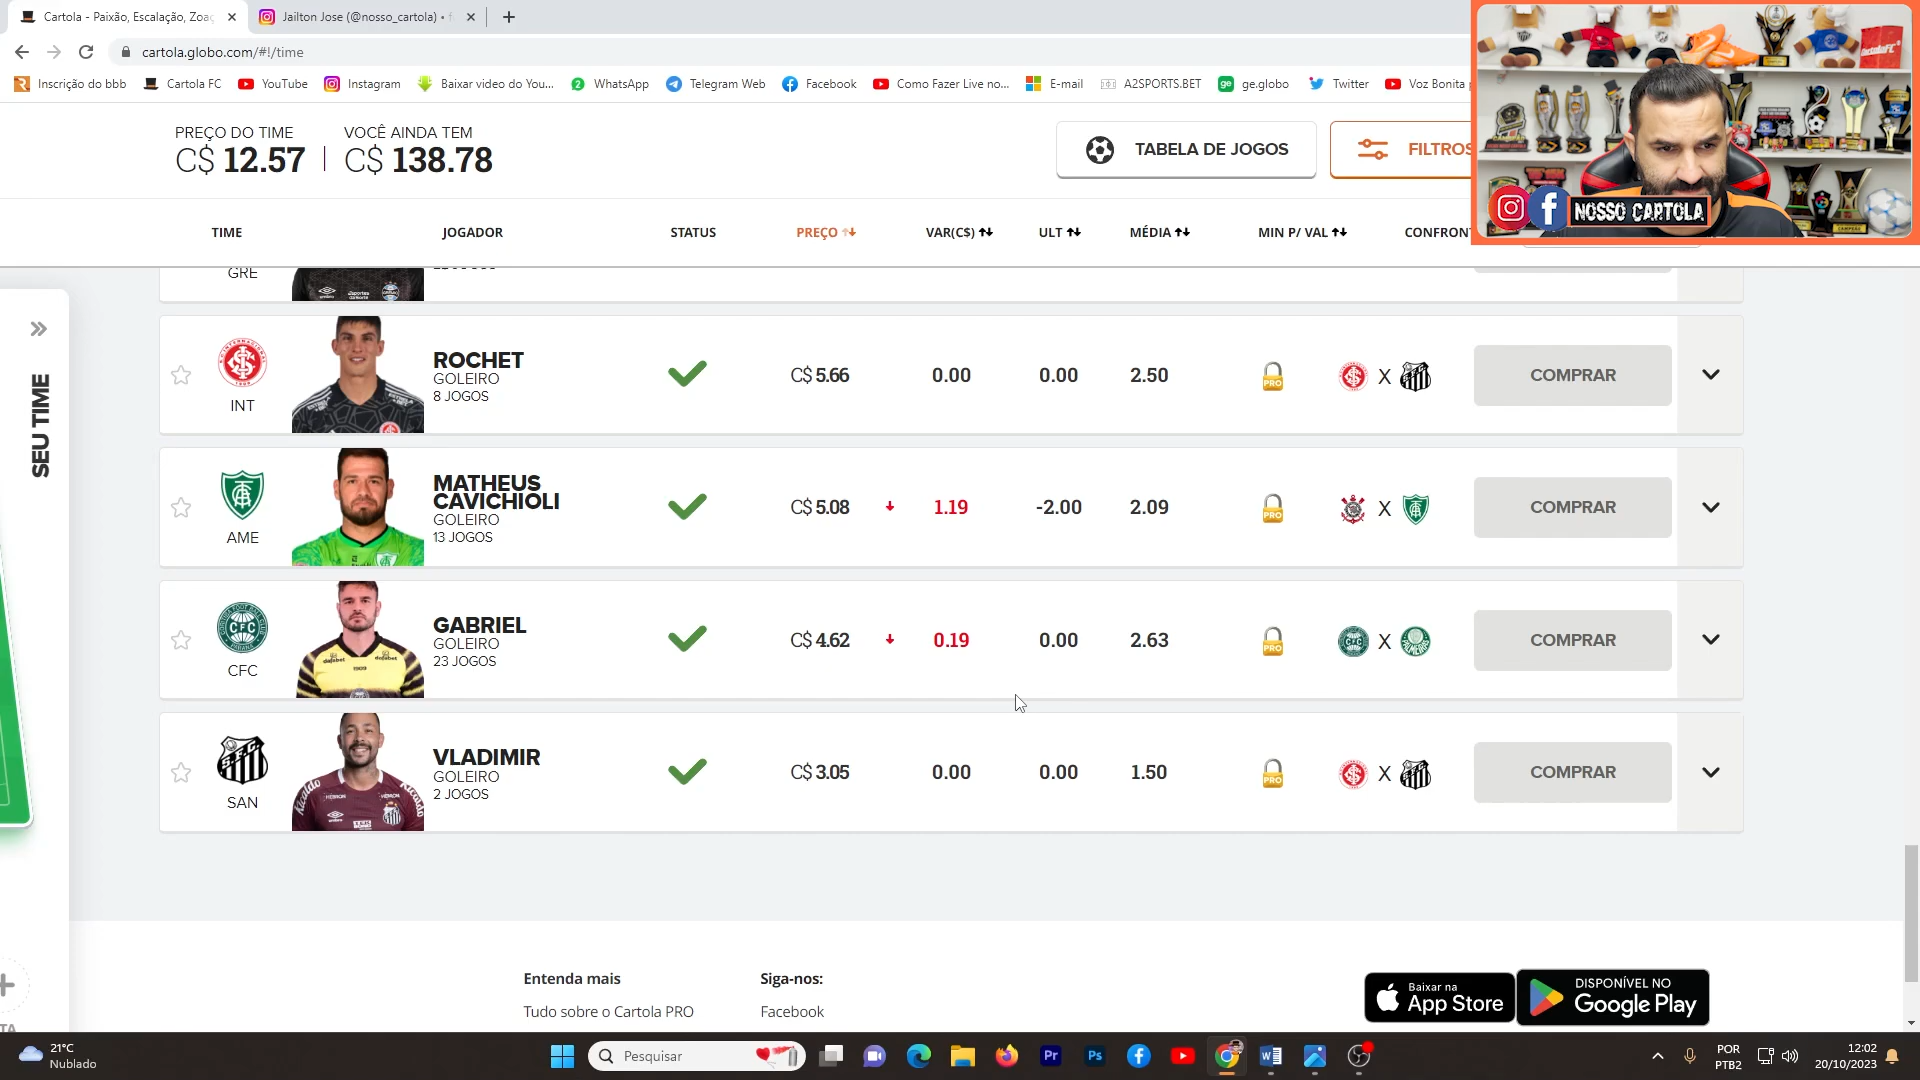 Cartola - Paixão, Escalação, Zoaç
Jailton Jose (@nosso_cartola) •
cartola.globo.com/#!/time
Inscrição do bbb
Cartola FC
YouTube
Instagram
Baixar video do You...
WhatsApp
Telegram Web
Facebook
Como Fazer Live no...
E-mail
A2SPORTS.BET
ge.globo
Twitter
Voz Bonita
PREÇO DO TIME
C$ 12.57
VOCÊ AINDA TEM
C$ 138.78
TABELA DE JOGOS
FILTROS
NOSSO CARTOLA
TIME JOGADOR STATUS PREÇO VAR(C$) ULT MÉDIA MIN P/ VAL CONFRONT
GRE
SEU TIME
INT
ROCHET
GOLEIRO
8 JOGOS
C$ 5.66 0.00 0.00 2.50 PRO X COMPRAR
AME
MATHEUS
CAVICHIOLI
GOLEIRO
13 JOGOS
C$ 5.08 1.19 -2.00 2.09 PRO X COMPRAR
CFC
GABRIEL
GOLEIRO
23 JOGOS
C$ 4.62 0.19 0.00 2.63 PRO X COMPRAR
SAN
VLADIMIR
GOLEIRO
2 JOGOS
C$ 3.05 0.00 0.00 1.50 PRO X COMPRAR
Entenda mais
Tudo sobre o Cartola PRO
Siga-nos:
Facebook
Baixar na
App Store
DISPONÍVEL NO
Google Play
21°C
Nublado
Pesquisar
POR
PTB2
12:02
20/10/2023